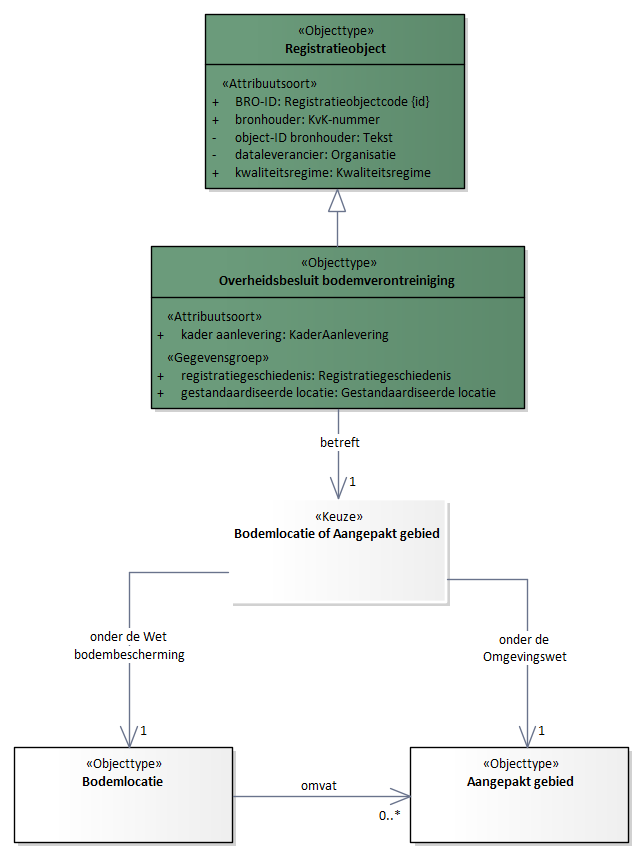 «Objecttype»
Registratieobject
«Attribuutsoort»
+ BRO-ID: Registratieobjectcode {id}
+ bronhouder: KvK-nummer
- object-ID bronhouder: Tekst
- dataleverancier: Organisatie
+ kwaliteitsregime: Kwaliteitsregime
«Objecttype»
Overheidsbesluit bodemverontreiniging
«Attribuutsoort»
+ kader aanlevering: KaderAanlevering
«Gegevensgroep»
+ registratiegeschiedenis: Registratiegeschiedenis
+ gestandaardiseerde locatie: Gestandaardiseerde locatie
betreft
1
«Keuze»
Bodemlocatie of Aangepakt gebied
onder de Wet
bodembescherming
1
onder de
Omgevingswet
1
«Objecttype»
Bodemlocatie
omvat
0..*
«Objecttype»
Aangepakt gebied